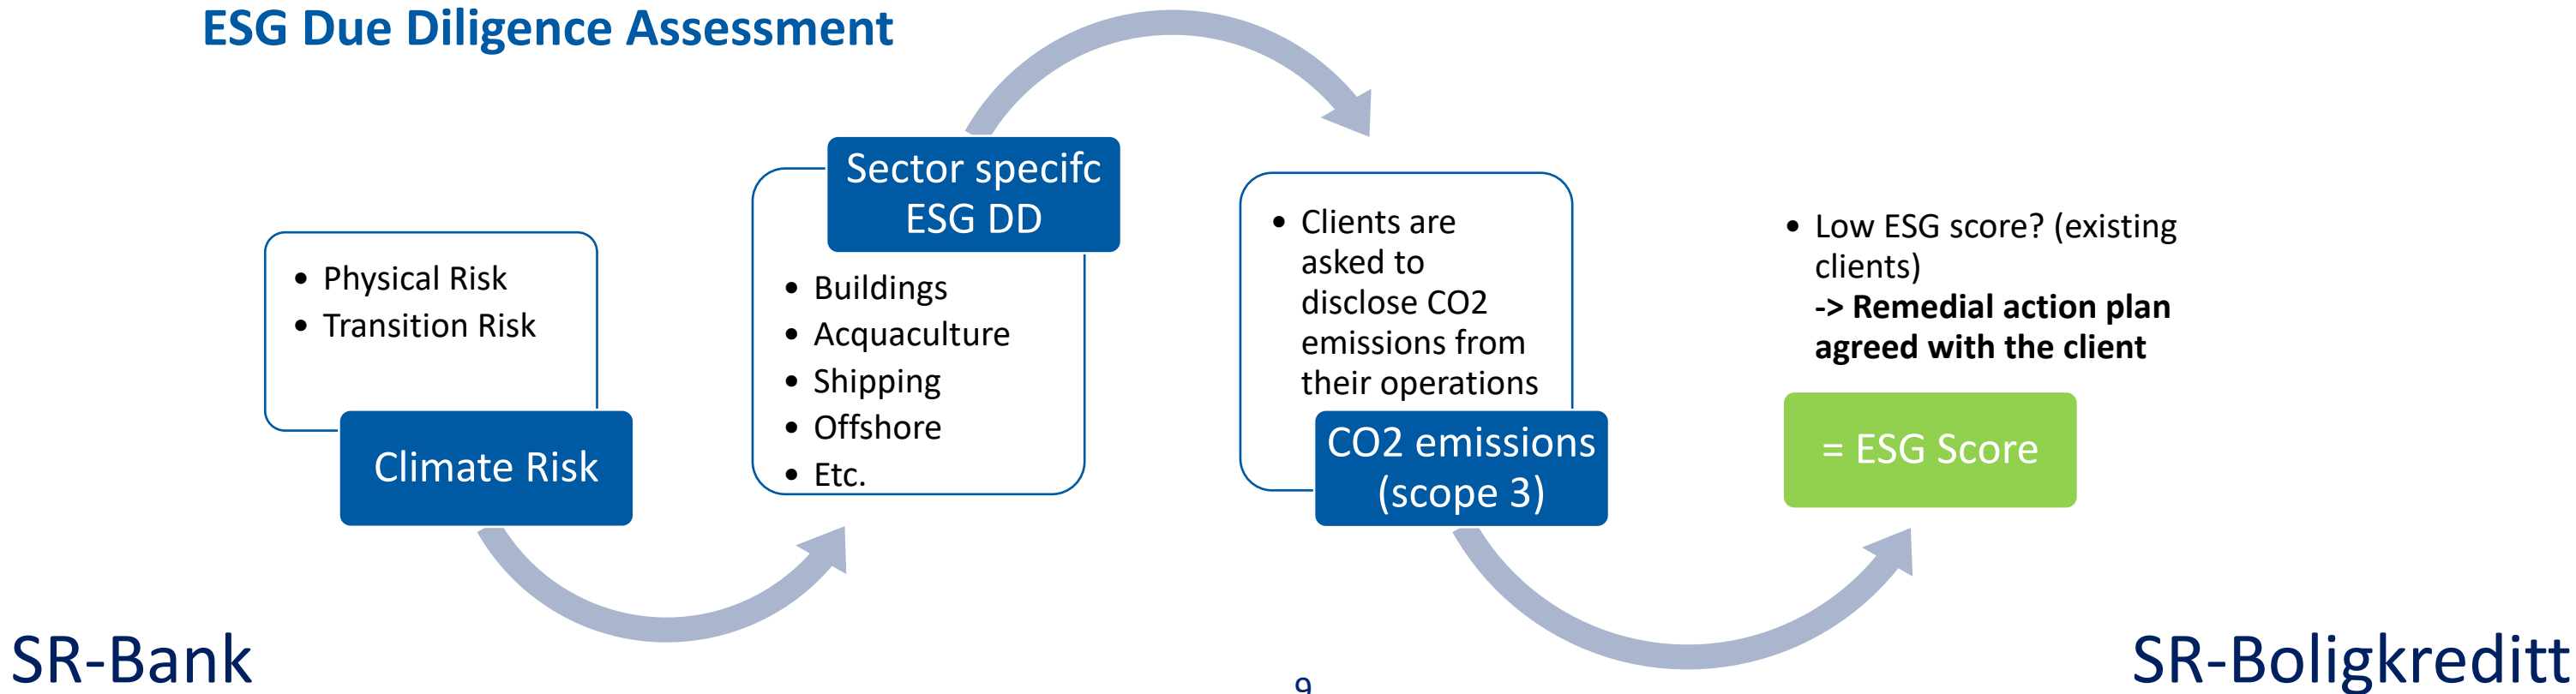 ESG Due Diligence Assessment
• Physical Risk
• Transition Risk
Climate Risk
Sector specifc
ESG DD
• Buildings
• Acquaculture
• Shipping
• Offshore
• Etc.
• Clients are
asked to
disclose CO2
emissions from
their operations
CO2 emissions
(scope 3)
• Low ESG score? (existing
clients)
-> Remedial action plan
agreed with the client
= ESG Score
SR-Bank
9
SR-Boligkreditt